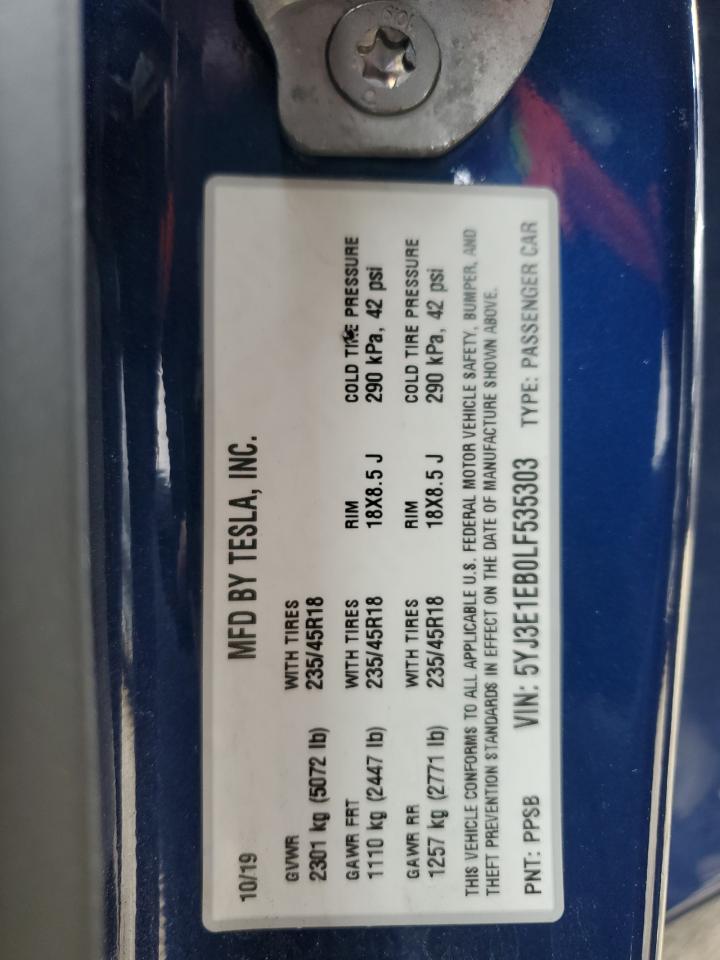 10/19 MFD BY TESLA, INC.
GVWR WITH TIRES
2301 kg (5072 lb) 235/45R18
GAWR FRT WITH TIRES RIM COLD TIRE PRESSURE
1110 kg (2447 lb) 235/45R18 18X8.5 J 290 kPa, 42 psi
GAWR RR WITH TIRES RIM COLD TIRE PRESSURE
1257 kg (2771 lb) 235/45R18 18X8.5 J 290 kPa, 42 psi
THIS VEHICLE CONFORMS TO ALL APPLICABLE U.S. FEDERAL MOTOR VEHICLE SAFETY, BUMPER, AND
THEFT PREVENTION STANDARDS IN EFFECT ON THE DATE OF MANUFACTURE SHOWN ABOVE.
PNT: PPSB VIN: 5YJ3E1EB0LF535303 TYPE: PASSENGER CAR